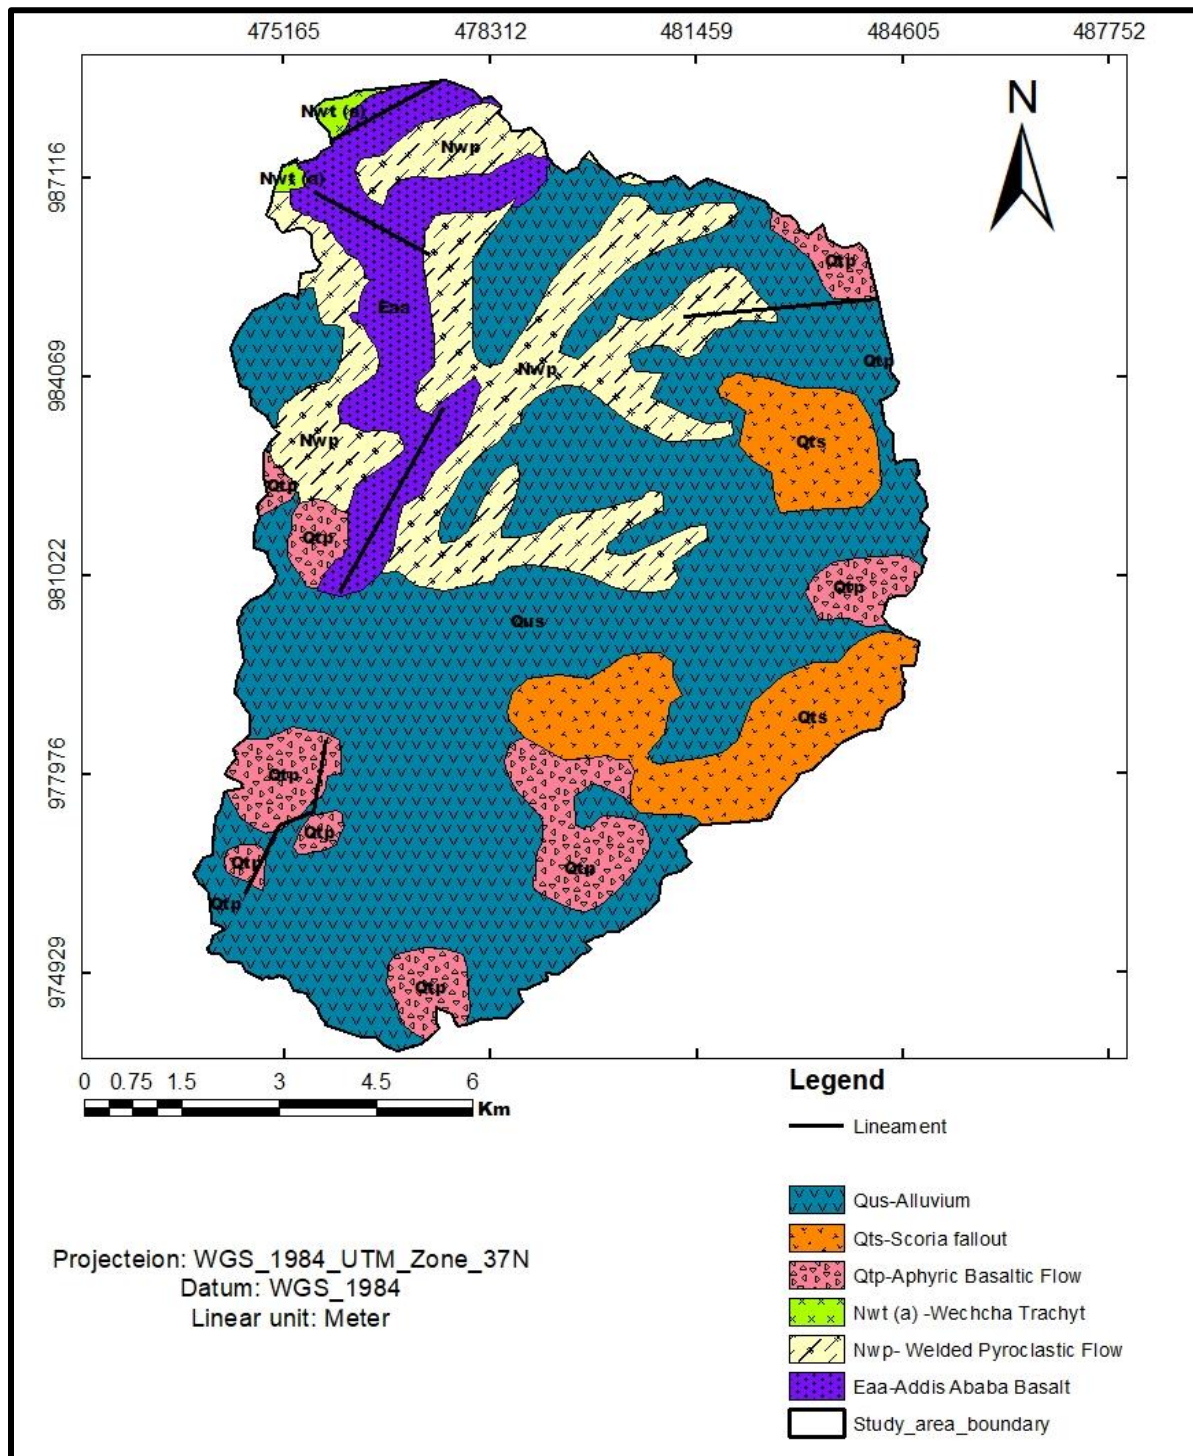 475165 478312 481459 484605 487752
N
987116
984069
981022
977976
974929
Nwt (a)
Nwp
Nwt (a)
Qtp
Eaa
Qtp
Nwp
Nwp
Qts
Qtp
Qtp
Qtp
Qus
Qts
Qtp
Qtp
Qtp
Qtp
Qtp
Qtp
0 0.75 1.5 3 4.5 6
Km
Legend
Lineament
Qus-Alluvium
Qts-Scoria fallout
Qtp-Aphyric Basaltic Flow
Nwt (a) -Wechcha Trachyt
Nwp- Welded Pyroclastic Flow
Eaa-Addis Ababa Basalt
Study_area_boundary
Projecteion: WGS_1984_UTM_Zone_37N
Datum: WGS_1984
Linear unit: Meter